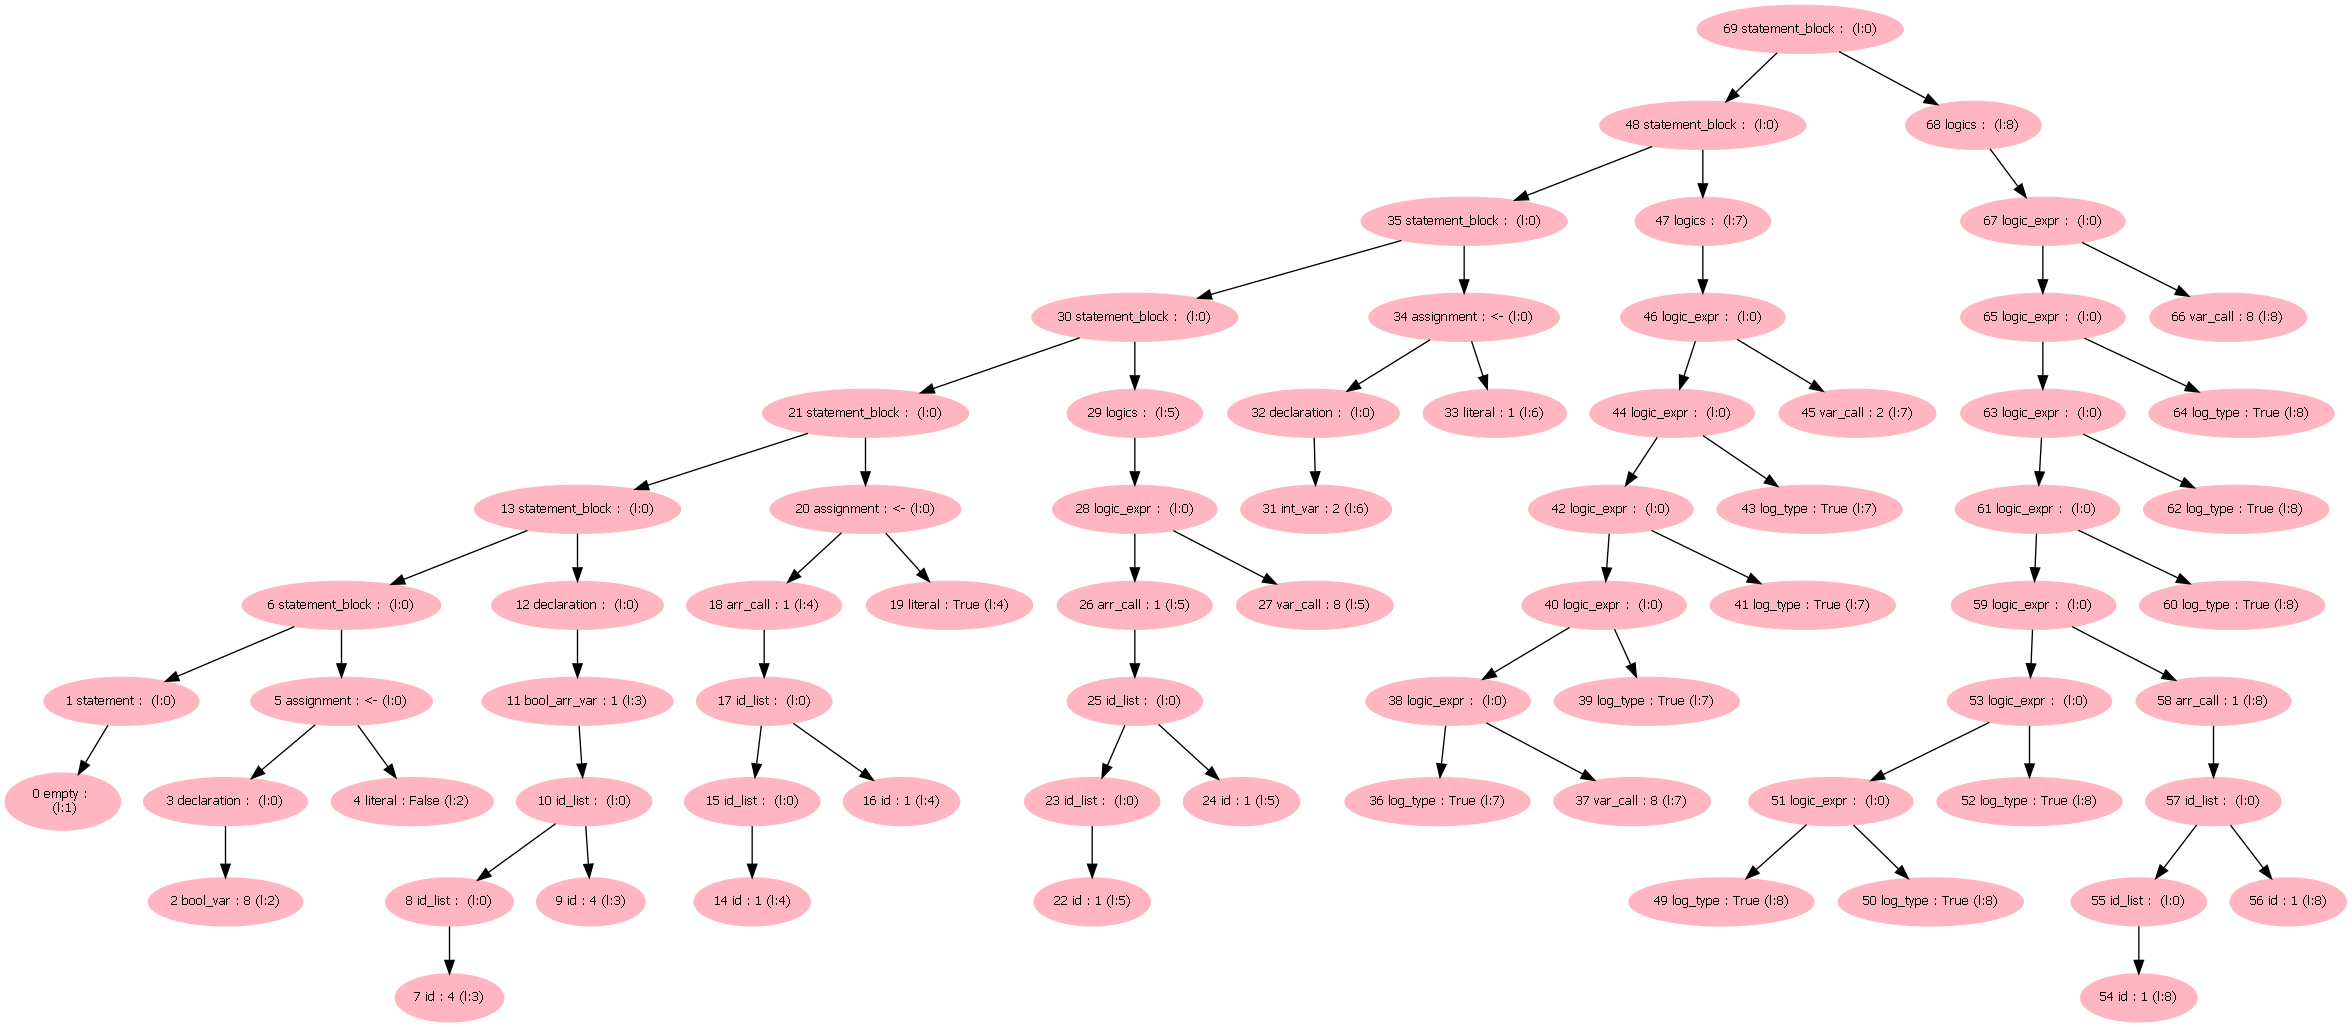 69 statement_block :  (l:0)
48 statement_block :  (l:0)
68 logics :  (l:8)
35 statement_block :  (l:0)
47 logics :  (l:7)
67 logic_expr :  (l:0)
30 statement_block :  (l:0)
34 assignment : <- (l:0)
46 logic_expr :  (l:0)
65 logic_expr :  (l:0)
66 var_call : 8 (l:8)
21 statement_block :  (l:0)
29 logics :  (l:5)
32 declaration :  (l:0)
33 literal : 1 (l:6)
44 logic_expr :  (l:0)
45 var_call : 2 (l:7)
63 logic_expr :  (l:0)
64 log_type : True (l:8)
13 statement_block :  (l:0)
20 assignment : <- (l:0)
28 logic_expr :  (l:0)
31 int_var : 2 (l:6)
42 logic_expr :  (l:0)
43 log_type : True (l:7)
61 logic_expr :  (l:0)
62 log_type : True (l:8)
6 statement_block :  (l:0)
12 declaration :  (l:0)
18 arr_call : 1 (l:4)
19 literal : True (l:4)
26 arr_call : 1 (l:5)
27 var_call : 8 (l:5)
40 logic_expr :  (l:0)
41 log_type : True (l:7)
59 logic_expr :  (l:0)
60 log_type : True (l:8)
1 statement :  (l:0)
5 assignment : <- (l:0)
11 bool_arr_var : 1 (l:3)
17 id_list :  (l:0)
25 id_list :  (l:0)
38 logic_expr :  (l:0)
39 log_type : True (l:7)
53 logic_expr :  (l:0)
58 arr_call : 1 (l:8)
0 empty :
(l:1)
3 declaration :  (l:0)
4 literal : False (l:2)
10 id_list :  (l:0)
15 id_list :  (l:0)
16 id : 1 (l:4)
23 id_list :  (l:0)
24 id : 1 (l:5)
36 log_type : True (l:7)
37 var_call : 8 (l:7)
51 logic_expr :  (l:0)
52 log_type : True (l:8)
57 id_list :  (l:0)
2 bool_var : 8 (l:2)
8 id_list :  (l:0)
9 id : 4 (l:3)
14 id : 1 (l:4)
22 id : 1 (l:5)
49 log_type : True (l:8)
50 log_type : True (l:8)
55 id_list :  (l:0)
56 id : 1 (l:8)
7 id : 4 (l:3)
54 id : 1 (l:8)